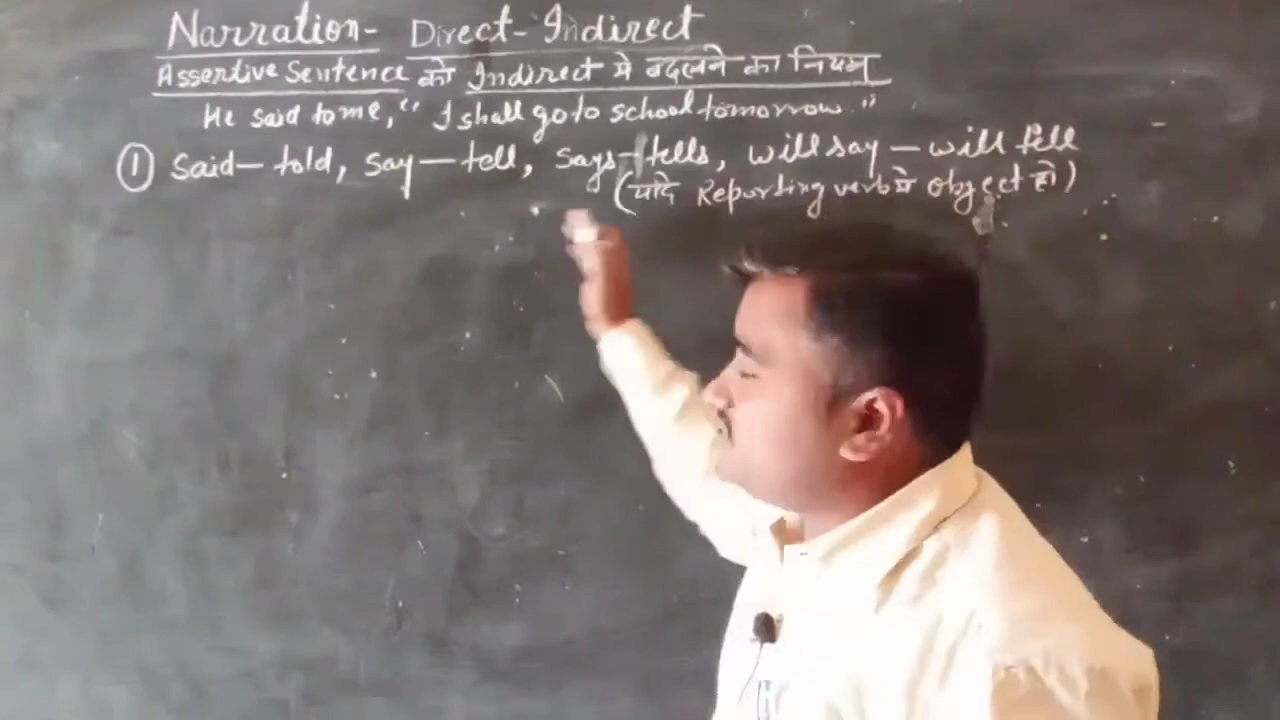 Narration- Direct- Indirect
Assertive Sentence को Indirect मे बदलने का नियम
He said to me, "I shall go to school tomorrow."
① Said— told, say— tell, says— tells, will say — will tell
(यदि Reporting verb मे object हो)